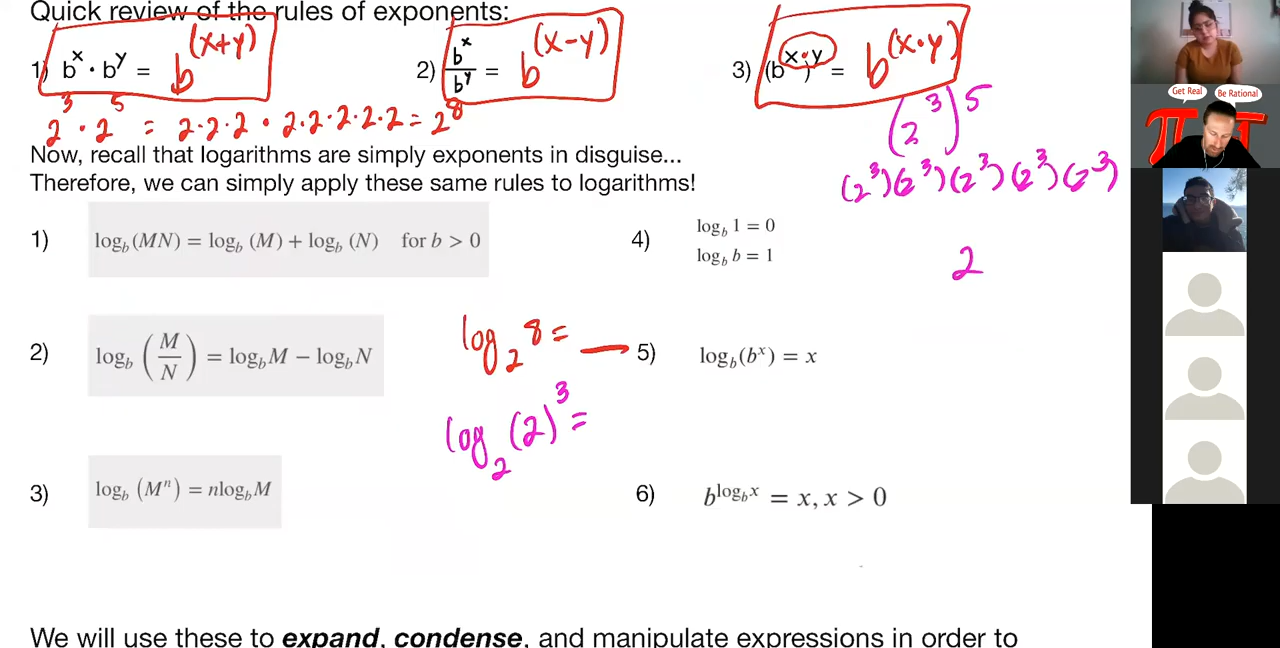 Quick review of the rules of exponents:
1) b^x · b^y = b^(x+y)
2) b^x / b^y = b^(x-y)
3) (b^x·y) = b^(x·y)
Get Real
Be Rational
2^3 · 2^5 = 2·2·2 · 2·2·2·2·2 = 2^8
(2^3)^5
Now, recall that logarithms are simply exponents in disguise...
Therefore, we can simply apply these same rules to logarithms!
(2^3)(2^3)(2^3)(2^3)(2^3)
1) log_b (MN) = log_b (M) + log_b (N) for b > 0
4) log_b 1 = 0
log_b b = 1
2
2) log_b (M/N) = log_b M − log_b N
log_2 8 = __
5) log_b (b^x) = x
log_2 (2)^3 =
3) log_b (M^n) = n log_b M
6) b^(log_b x) = x, x > 0
We will use these to expand, condense, and manipulate expressions in order to